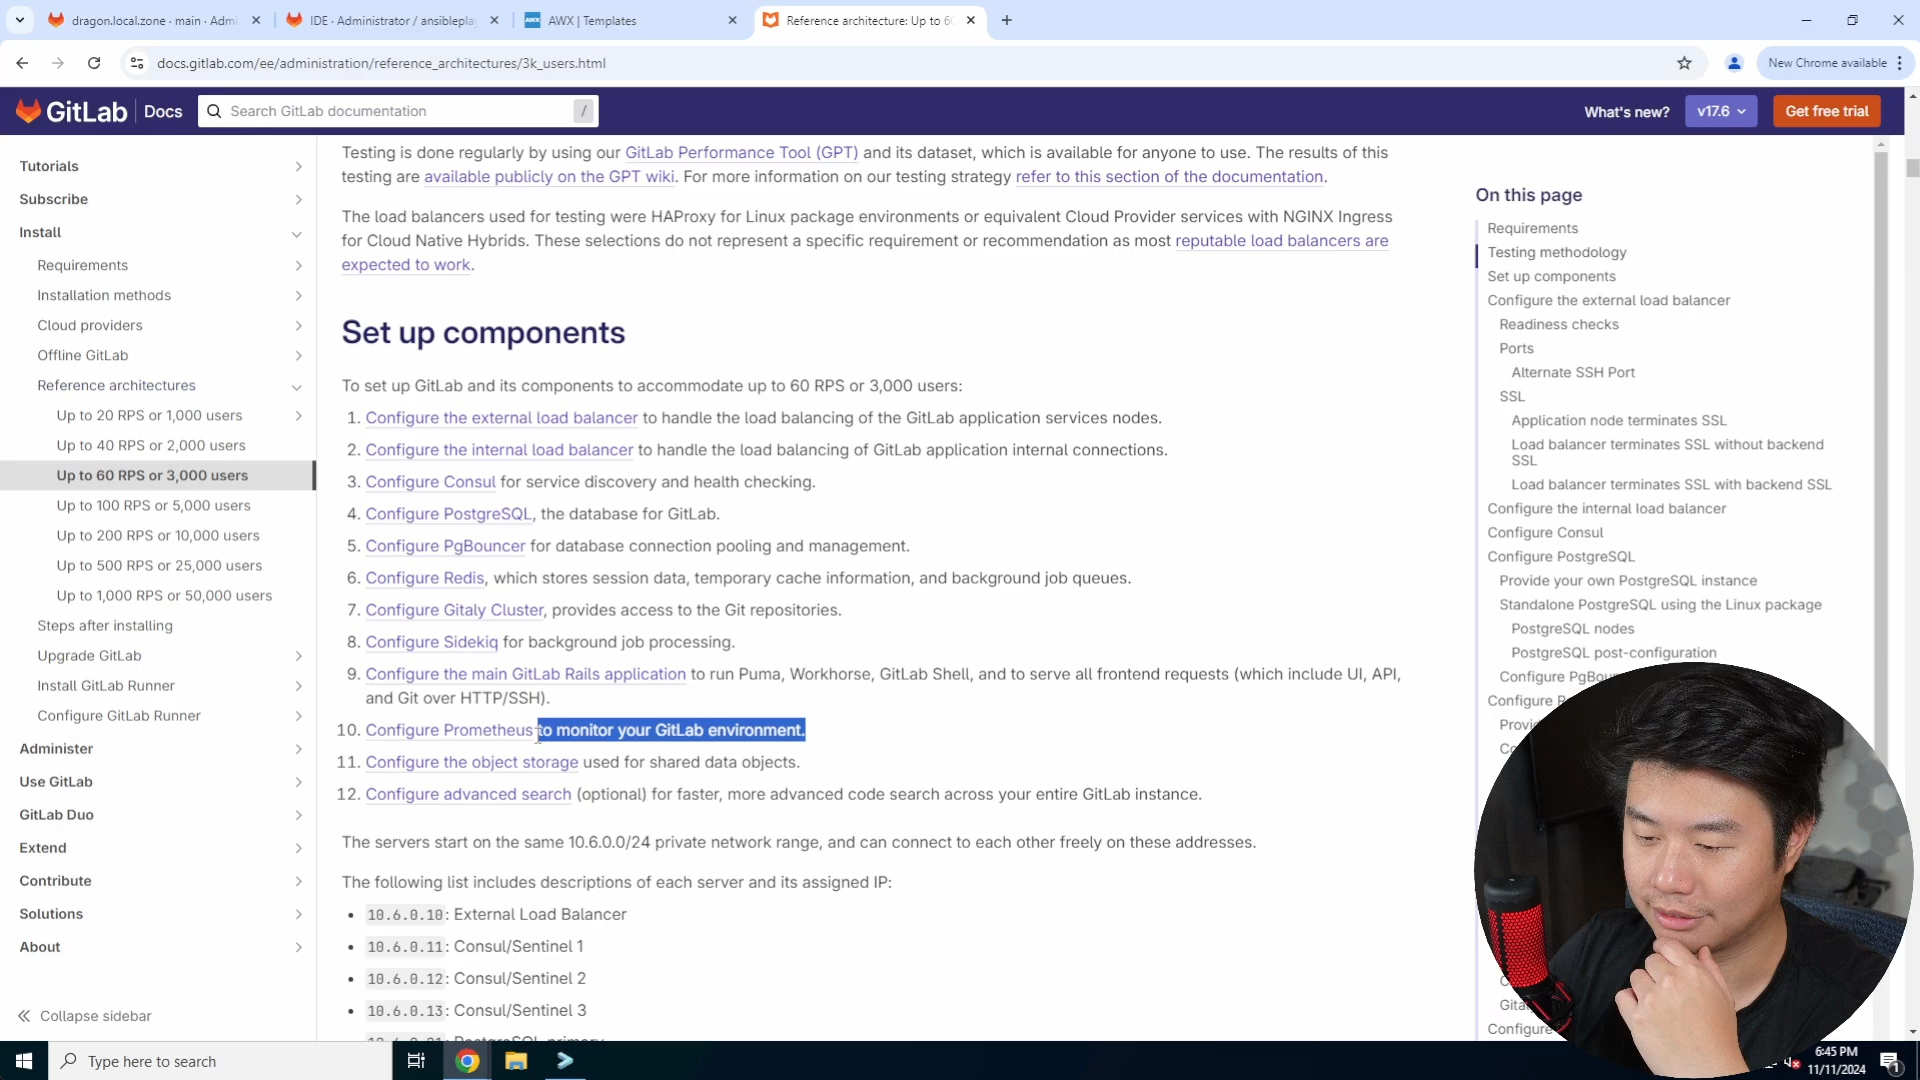 dragon.local.zone · main · Admi
IDE · Administrator / ansiblepla
AWX | Templates
Reference architecture: Up to 60
docs.gitlab.com/ee/administration/reference_architectures/3k_users.html
New Chrome available
GitLab Docs
Search GitLab documentation
/
What's new?
v17.6
Get free trial
Tutorials
Subscribe
Install
Requirements
Installation methods
Cloud providers
Offline GitLab
Reference architectures
Up to 20 RPS or 1,000 users
Up to 40 RPS or 2,000 users
Up to 60 RPS or 3,000 users
Up to 100 RPS or 5,000 users
Up to 200 RPS or 10,000 users
Up to 500 RPS or 25,000 users
Up to 1,000 RPS or 50,000 users
Steps after installing
Upgrade GitLab
Install GitLab Runner
Configure GitLab Runner
Administer
Use GitLab
GitLab Duo
Extend
Contribute
Solutions
About
Collapse sidebar
Testing is done regularly by using our GitLab Performance Tool (GPT) and its dataset, which is available for anyone to use. The results of this
testing are available publicly on the GPT wiki. For more information on our testing strategy refer to this section of the documentation.
The load balancers used for testing were HAProxy for Linux package environments or equivalent Cloud Provider services with NGINX Ingress
for Cloud Native Hybrids. These selections do not represent a specific requirement or recommendation as most reputable load balancers are
expected to work.
Set up components
To set up GitLab and its components to accommodate up to 60 RPS or 3,000 users:
1. Configure the external load balancer to handle the load balancing of the GitLab application services nodes.
2. Configure the internal load balancer to handle the load balancing of GitLab application internal connections.
3. Configure Consul for service discovery and health checking.
4. Configure PostgreSQL, the database for GitLab.
5. Configure PgBouncer for database connection pooling and management.
6. Configure Redis, which stores session data, temporary cache information, and background job queues.
7. Configure Gitaly Cluster, provides access to the Git repositories.
8. Configure Sidekiq for background job processing.
9. Configure the main GitLab Rails application to run Puma, Workhorse, GitLab Shell, and to serve all frontend requests (which include UI, API,
and Git over HTTP/SSH).
10. Configure Prometheus to monitor your GitLab environment.
11. Configure the object storage used for shared data objects.
12. Configure advanced search (optional) for faster, more advanced code search across your entire GitLab instance.
The servers start on the same 10.6.0.0/24 private network range, and can connect to each other freely on these addresses.
The following list includes descriptions of each server and its assigned IP:
• 10.6.0.10: External Load Balancer
• 10.6.0.11: Consul/Sentinel 1
• 10.6.0.12: Consul/Sentinel 2
• 10.6.0.13: Consul/Sentinel 3
On this page
Requirements
Testing methodology
Set up components
Configure the external load balancer
Readiness checks
Ports
Alternate SSH Port
SSL
Application node terminates SSL
Load balancer terminates SSL without backend
SSL
Load balancer terminates SSL with backend SSL
Configure the internal load balancer
Configure Consul
Configure PostgreSQL
Provide your own PostgreSQL instance
Standalone PostgreSQL using the Linux package
PostgreSQL nodes
PostgreSQL post-configuration
Configure PgBou
Configure R
Provi
Co
Gita
Configure
Type here to search
6:45 PM
11/11/2024
1